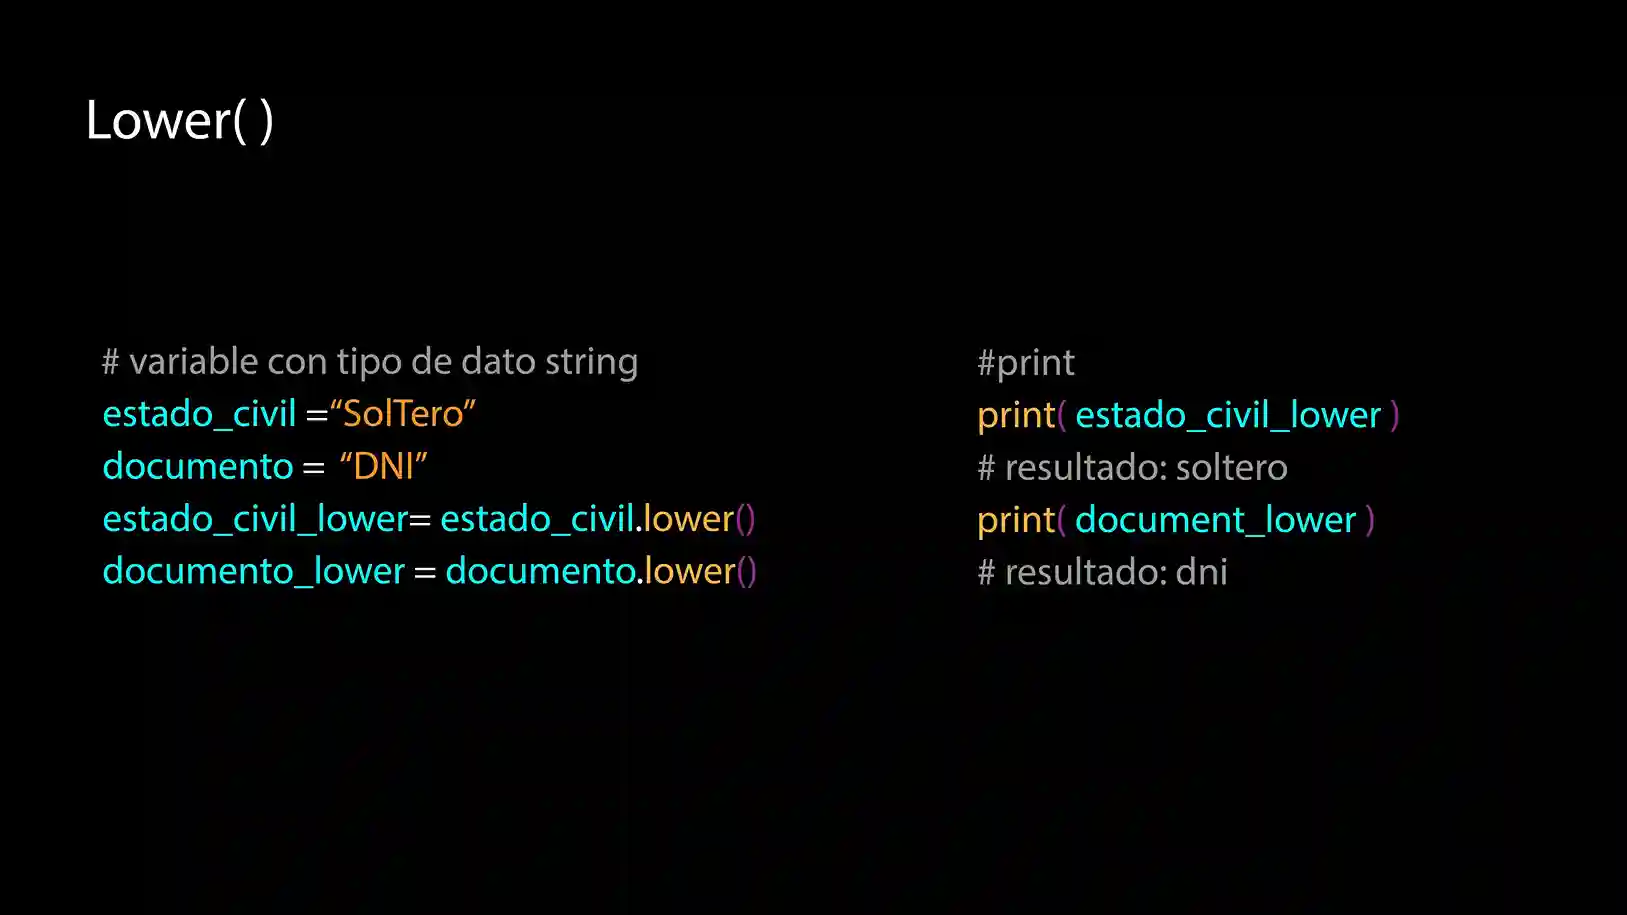 Lower( )
# variable con tipo de dato string
estado_civil =“SolTero”
documento = “DNI”
estado_civil_lower= estado_civil.lower()
documento_lower = documento.lower()
#print
print( estado_civil_lower )
# resultado: soltero
print( document_lower )
# resultado: dni